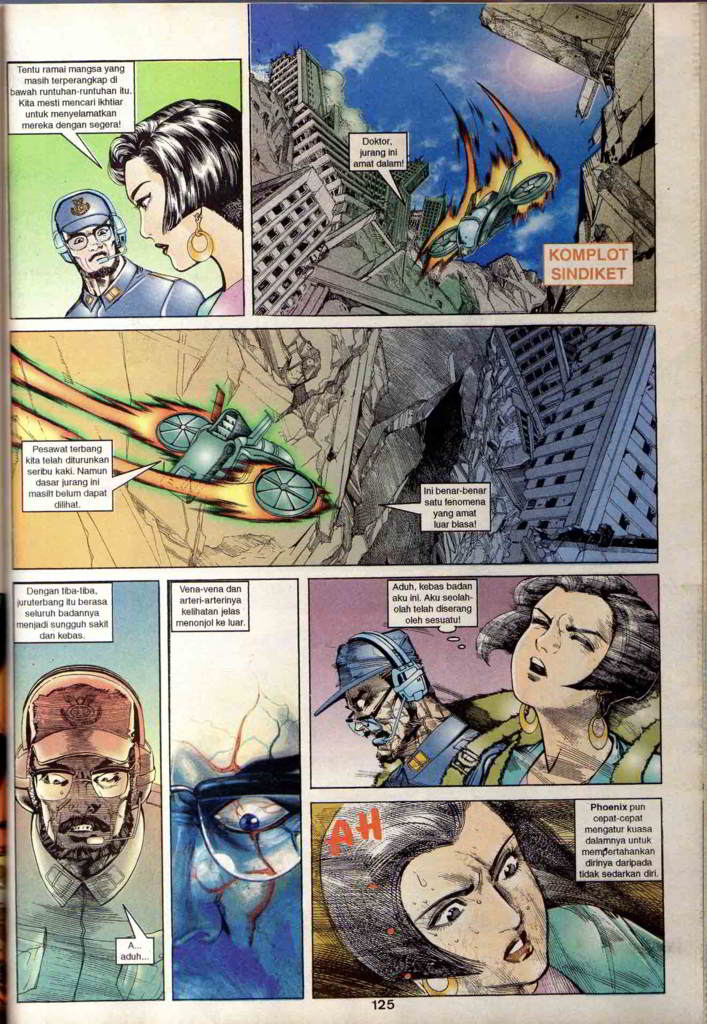 Tentu ramai mangsa yang
masih terperangkap di
bawah runtuhan-runtuhan itu.
Kita mesti mencari ikhtiar
untuk menyelamatkan
mereka dengan segera!
Doktor,
jurang ini
amat dalam!
KOMPLOT
SINDIKET
Pesawat terbang
kita telah diturunkan
seribu kaki. Namun
dasar jurang ini
masih belum dapat
dilihat.
Ini benar-benar
satu fenomena
yang amat
luar biasa!
Dengan tiba-tiba,
juruterbang itu berasa
seluruh badannya
menjadi sungguh sakit
dan kebas.
A...
aduh...
Vena-vena dan
arteri-arterinya
kelihatan jelas
menonjol ke luar.
Aduh, kebas badan
aku ini. Aku seolah-
olah telah diserang
oleh sesuatu!
AH
Phoenix pun
cepat-cepat
mengatur kuasa
dalamnya untuk
mempertahankan
dirinya daripada
tidak sedarkan diri.
125